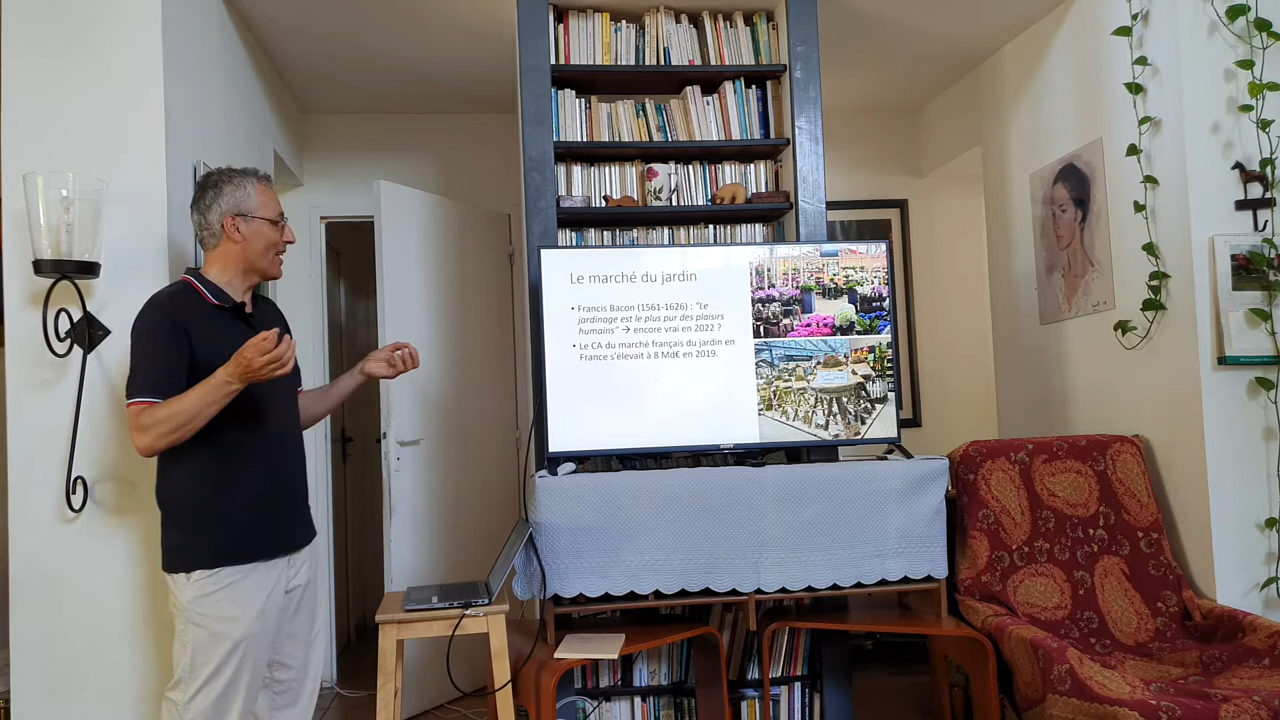 Le marché du jardin
• Francis Bacon (1561-1626) : "Le
jardinage est le plus pur des plaisirs
humains" → encore vrai en 2022 ?
• Le CA du marché français du jardin en
France s'élevait à 8 Md€ en 2019.